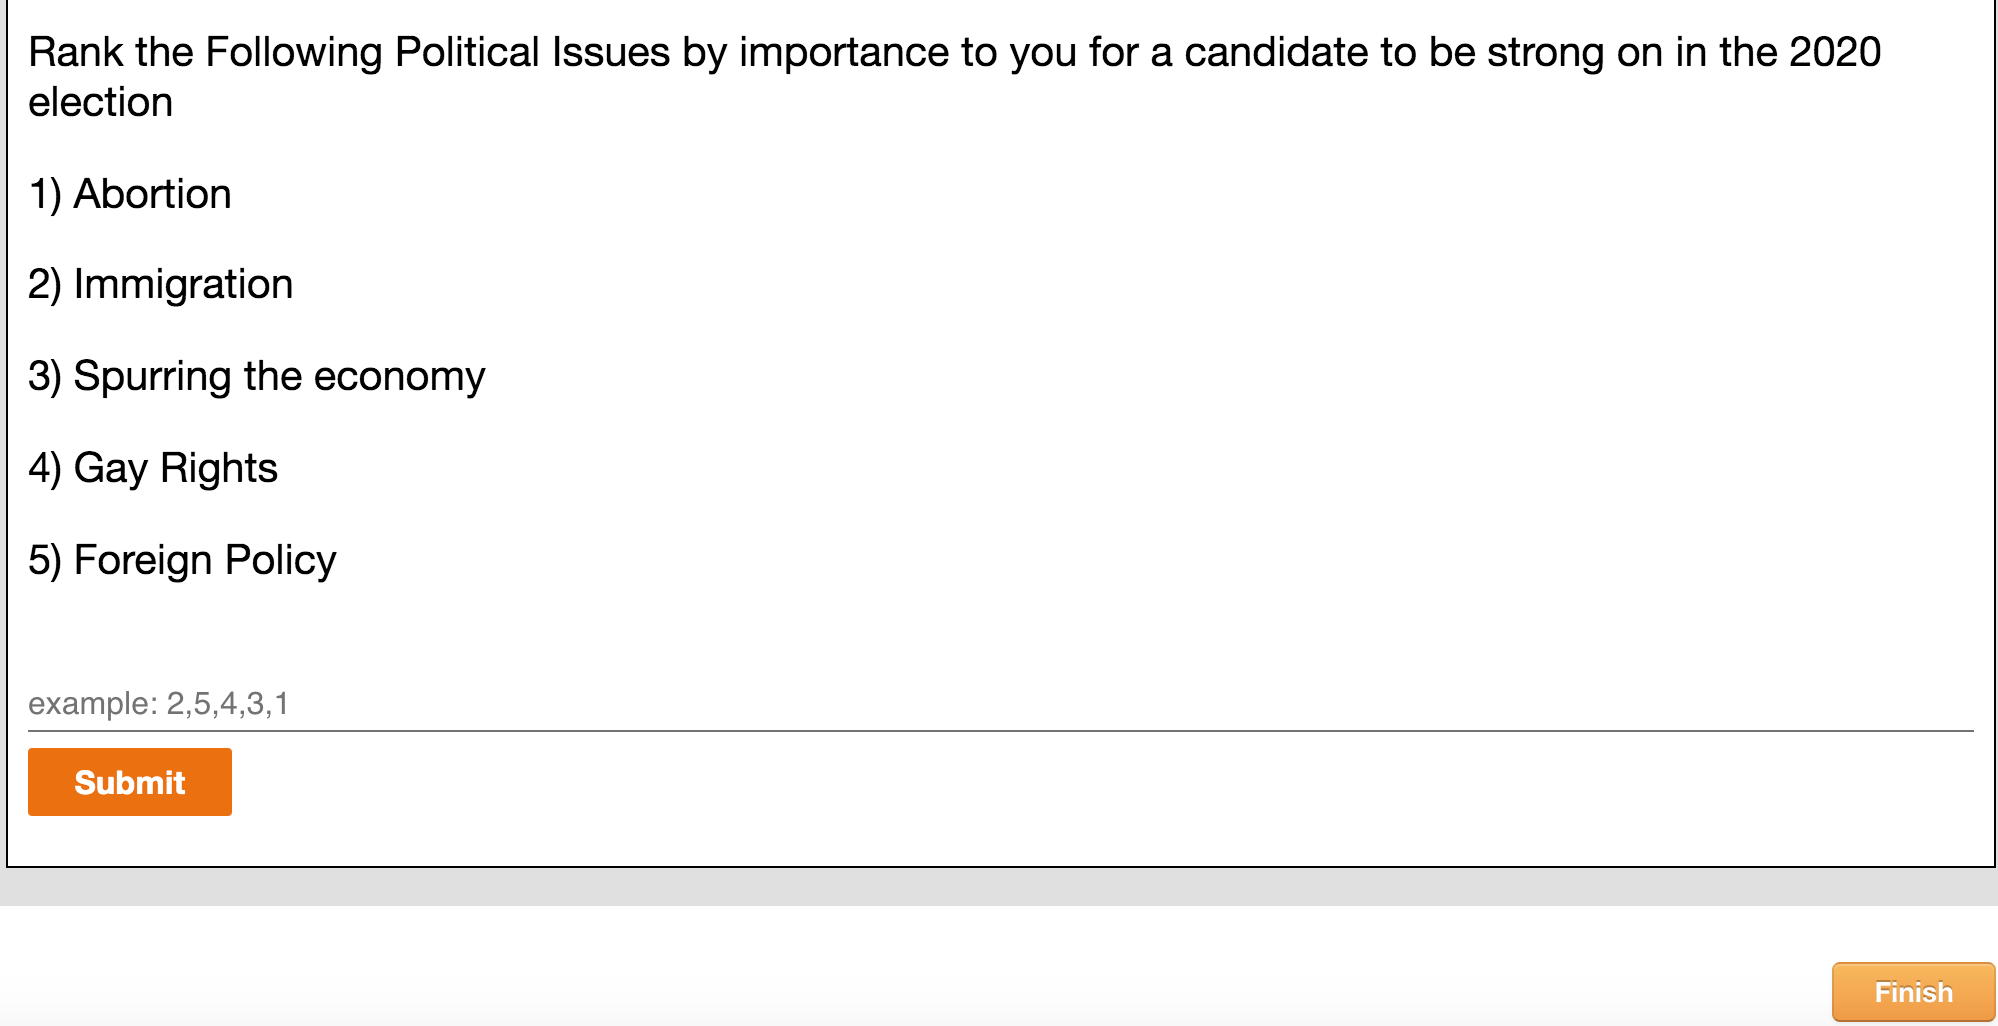 Rank the Following Political Issues by importance to you for a candidate to be strong on in the 2020
election
1) Abortion
2) Immigration
3) Spurring the economy
4) Gay Rights
5) Foreign Policy
example: 2,5,4,3,1
Submit
Finish